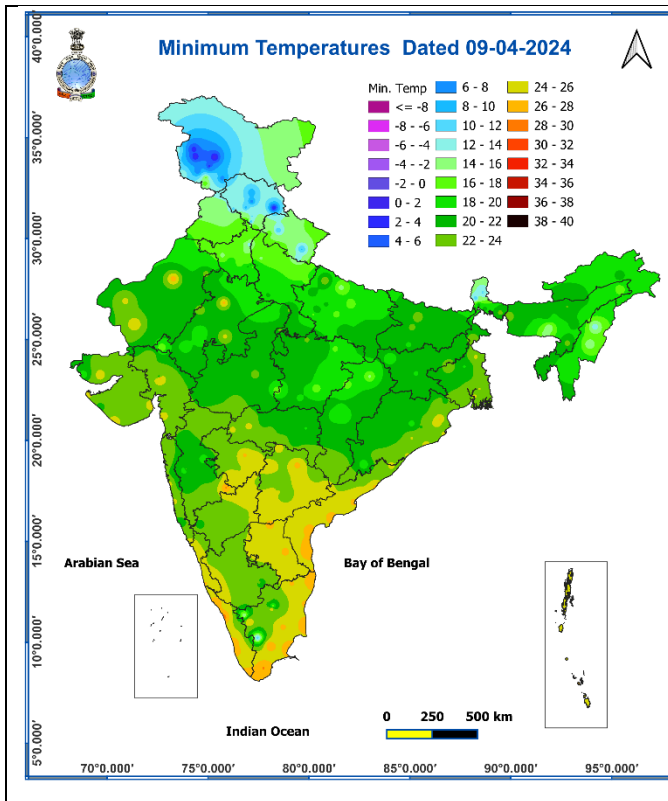 Minimum Temperatures Dated 09-04-2024
Min. Temp
<= -8
-8 - -6
-6 - -4
-4 - -2
-2 - 0
0 - 2
2 - 4
4 - 6
6 - 8
8 - 10
10 - 12
12 - 14
14 - 16
16 - 18
18 - 20
20 - 22
22 - 24
24 - 26
26 - 28
28 - 30
30 - 32
32 - 34
34 - 36
36 - 38
38 - 40
40°0.000'
35°0.000'
30°0.000'
25°0.000'
20°0.000'
15°0.000'
10°0.000'
5°0.000'
Arabian Sea
Bay of Bengal
Indian Ocean
0 250 500 km
70°0.000' 75°0.000' 80°0.000' 85°0.000' 90°0.000' 95°0.000'